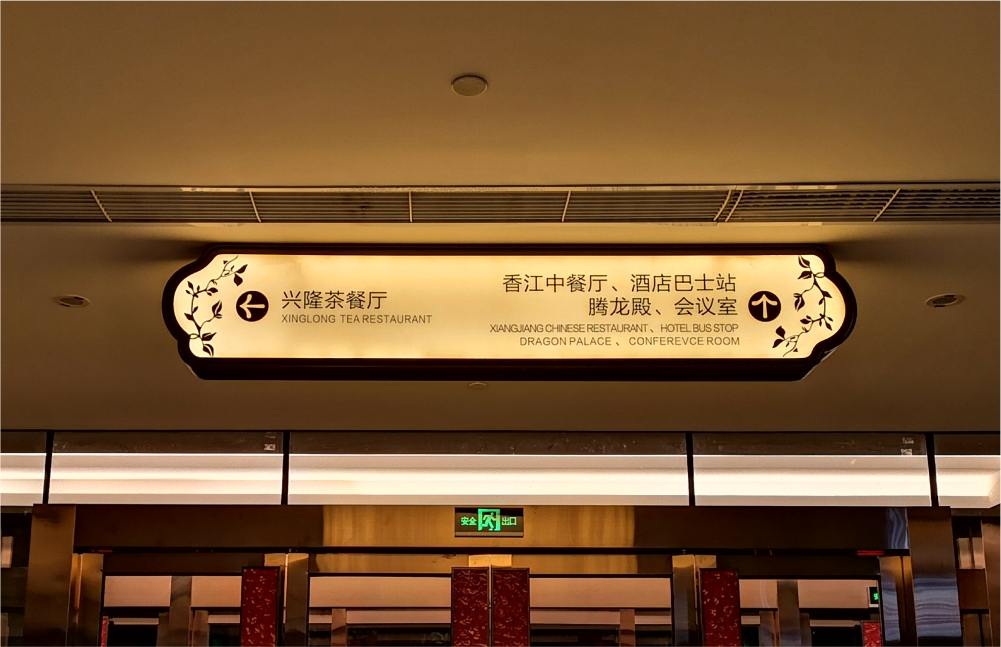 兴隆茶餐厅
XINGLONG TEA RESTAURANT
香江中餐厅、酒店巴士站
腾龙殿、会议室
XIANGJIANG CHINESE RESTAURANT、HOTEL BUS STOP
DRAGON PALACE、CONFEREVCE ROOM
安全出口